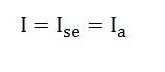 I = I_se = I_a